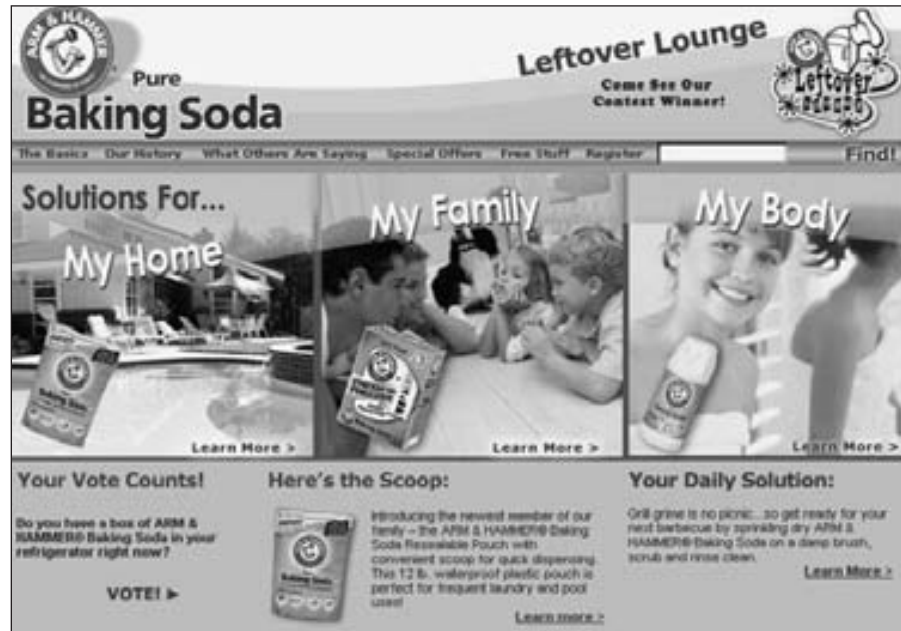 ARM & HAMMER
Pure
Baking Soda
Leftover Lounge
Come See Our
Contest Winner!
Leftover
The Basics Our History What Others Are Saying Special Offers Free Stuff Register Find!
Solutions For...
My Home
My Family
My Body
Baking Soda
Learn More >
Learn More >
Learn More >
Your Vote Counts!
Do you have a box of ARM &
HAMMER® Baking Soda in your
refrigerator right now?
VOTE!
Here's the Scoop:
Baking Soda
Introducing the newest member of our
family – the ARM & HAMMER® Baking
Soda Resealable Pouch with
convenient scoop for quick dispensing.
This 12 lb. waterproof plastic pouch is
perfect for frequent laundry and pool
uses!
Learn more >
Your Daily Solution:
Grill grime is no picnic...so get ready for your
next barbecue by sprinkling dry ARM &
HAMMER® Baking Soda on a damp brush,
scrub and rinse clean.
Learn More >